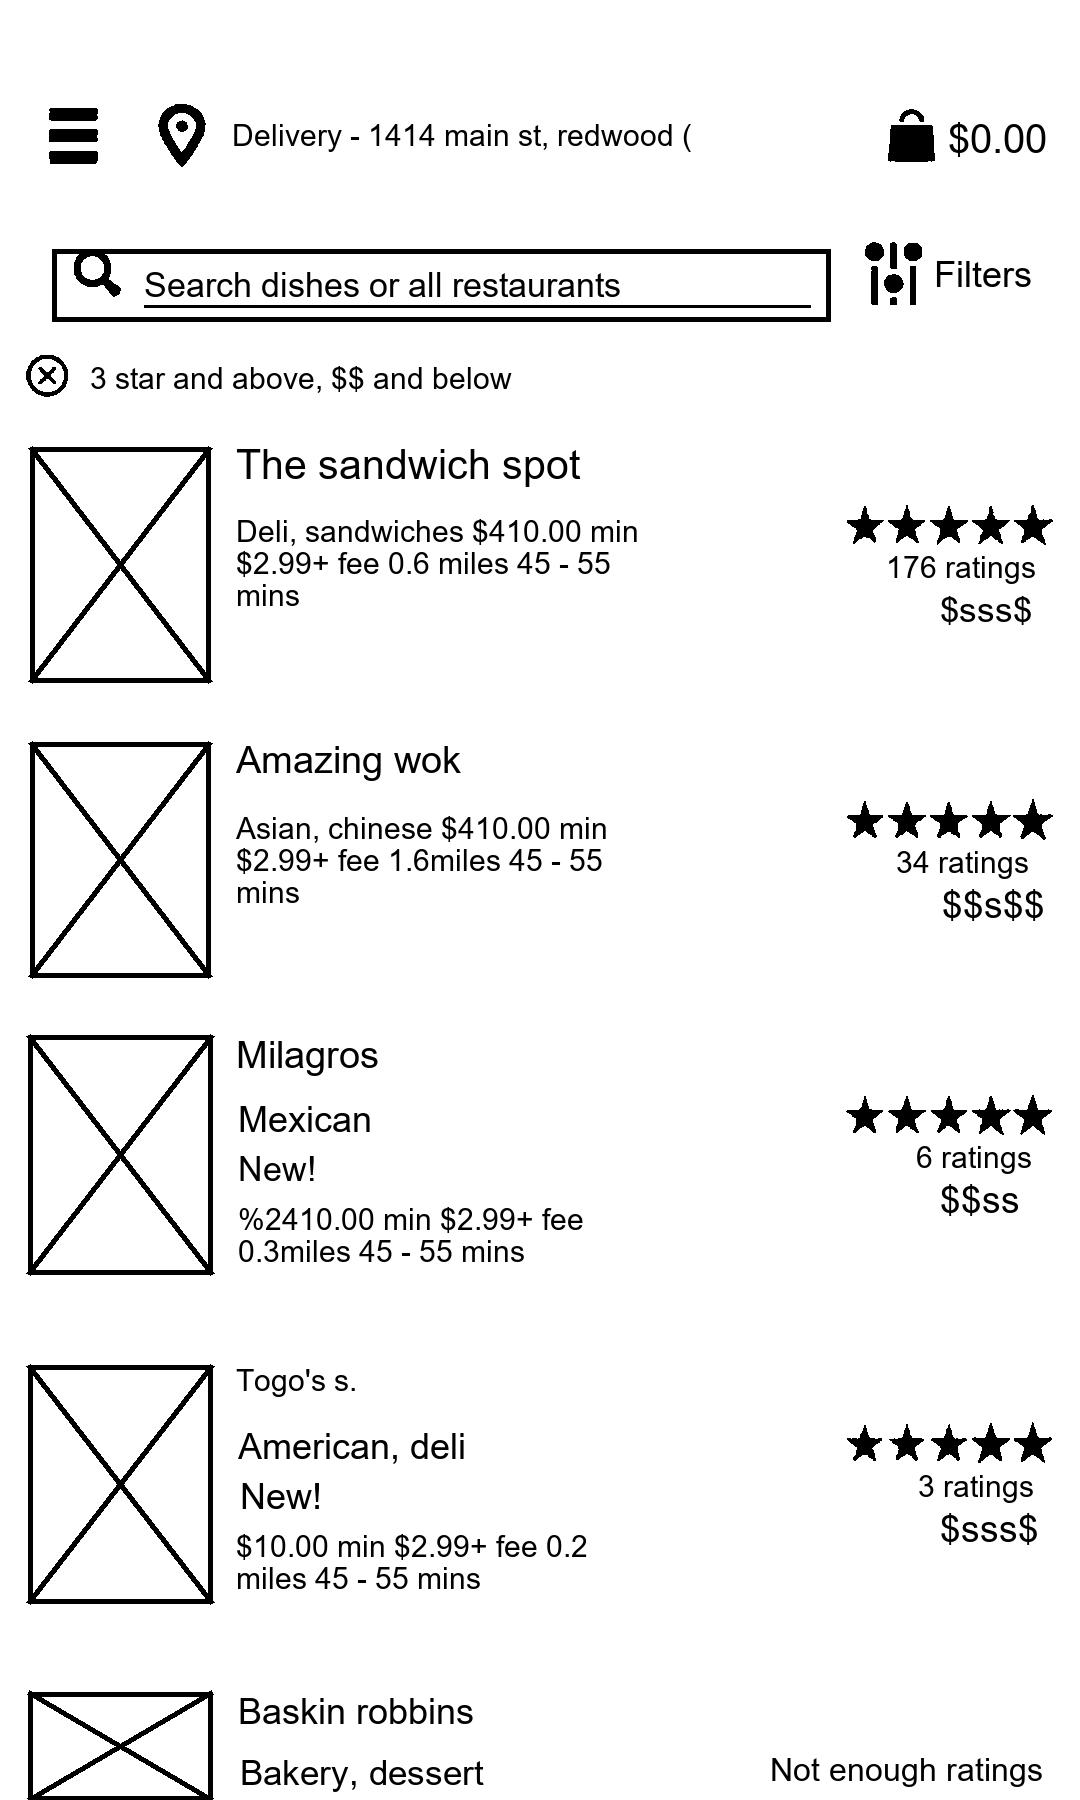 Delivery - 1414 main st, redwood (
$0.00
Search dishes or all restaurants
Filters
3 star and above, $$ and below
The sandwich spot
Deli, sandwiches $410.00 min
$2.99+ fee 0.6 miles 45 - 55
mins
176 ratings
$sss$
Amazing wok
Asian, chinese $410.00 min
$2.99+ fee 1.6miles 45 - 55
mins
34 ratings
$$s$$
Milagros
Mexican
New!
%2410.00 min $2.99+ fee
0.3miles 45 - 55 mins
6 ratings
$$ss
Togo's s.
American, deli
New!
$10.00 min $2.99+ fee 0.2
miles 45 - 55 mins
3 ratings
$sss$
Baskin robbins
Bakery, dessert
Not enough ratings